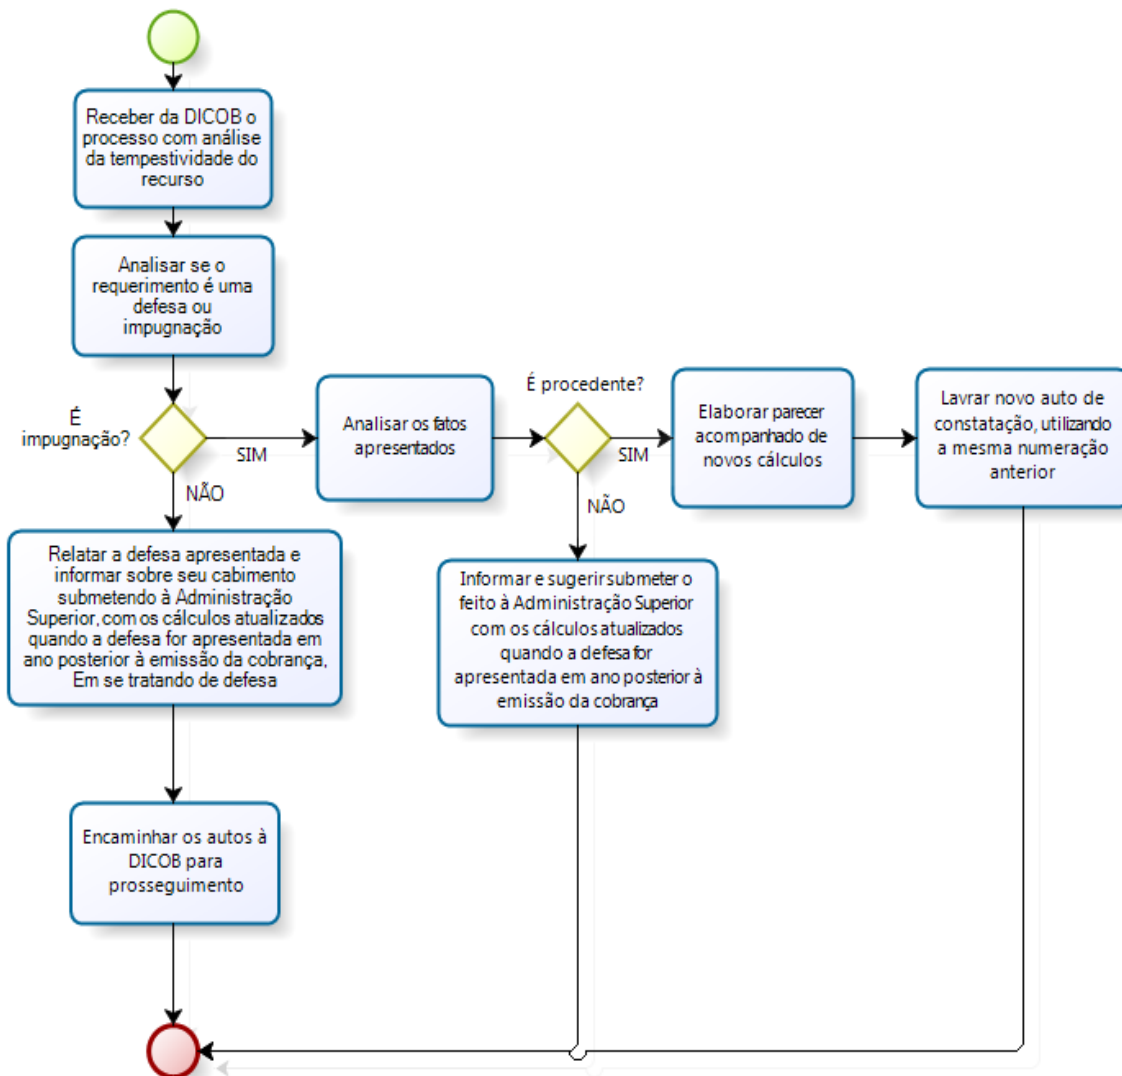 Receber da DICOB o
processo com análise
da tempestividade do
recurso
Analisar se o
requerimento é uma
defesa ou
impugnação
É
impugnação?
SIM
NÃO
Analisar os fatos
apresentados
É procedente?
SIM
NÃO
Elaborar parecer
acompanhado de
novos cálculos
Lavrar novo auto de
constatação, utilizando
a mesma numeração
anterior
Relatar a defesa apresentada e
informar sobre seu cabimento
submetendo à Administração
Superior, com os cálculos atualizados
quando a defesa for apresentada em
ano posterior à emissão da cobrança,
Em se tratando de defesa
Informar e sugerir submeter o
feito à Administração Superior
com os cálculos atualizados
quando a defesa for
apresentada em ano posterior à
emissão da cobrança
Encaminhar os autos à
DICOB para
prosseguimento